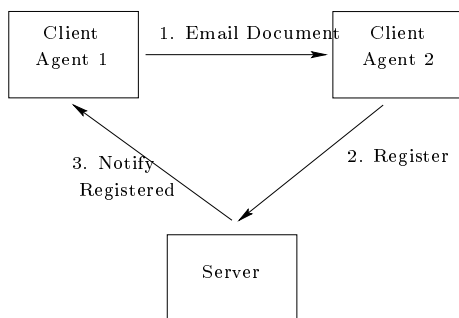 Client
Agent 1
1. Email Document
Client
Agent 2
3. Notify
Registered
2. Register
Server